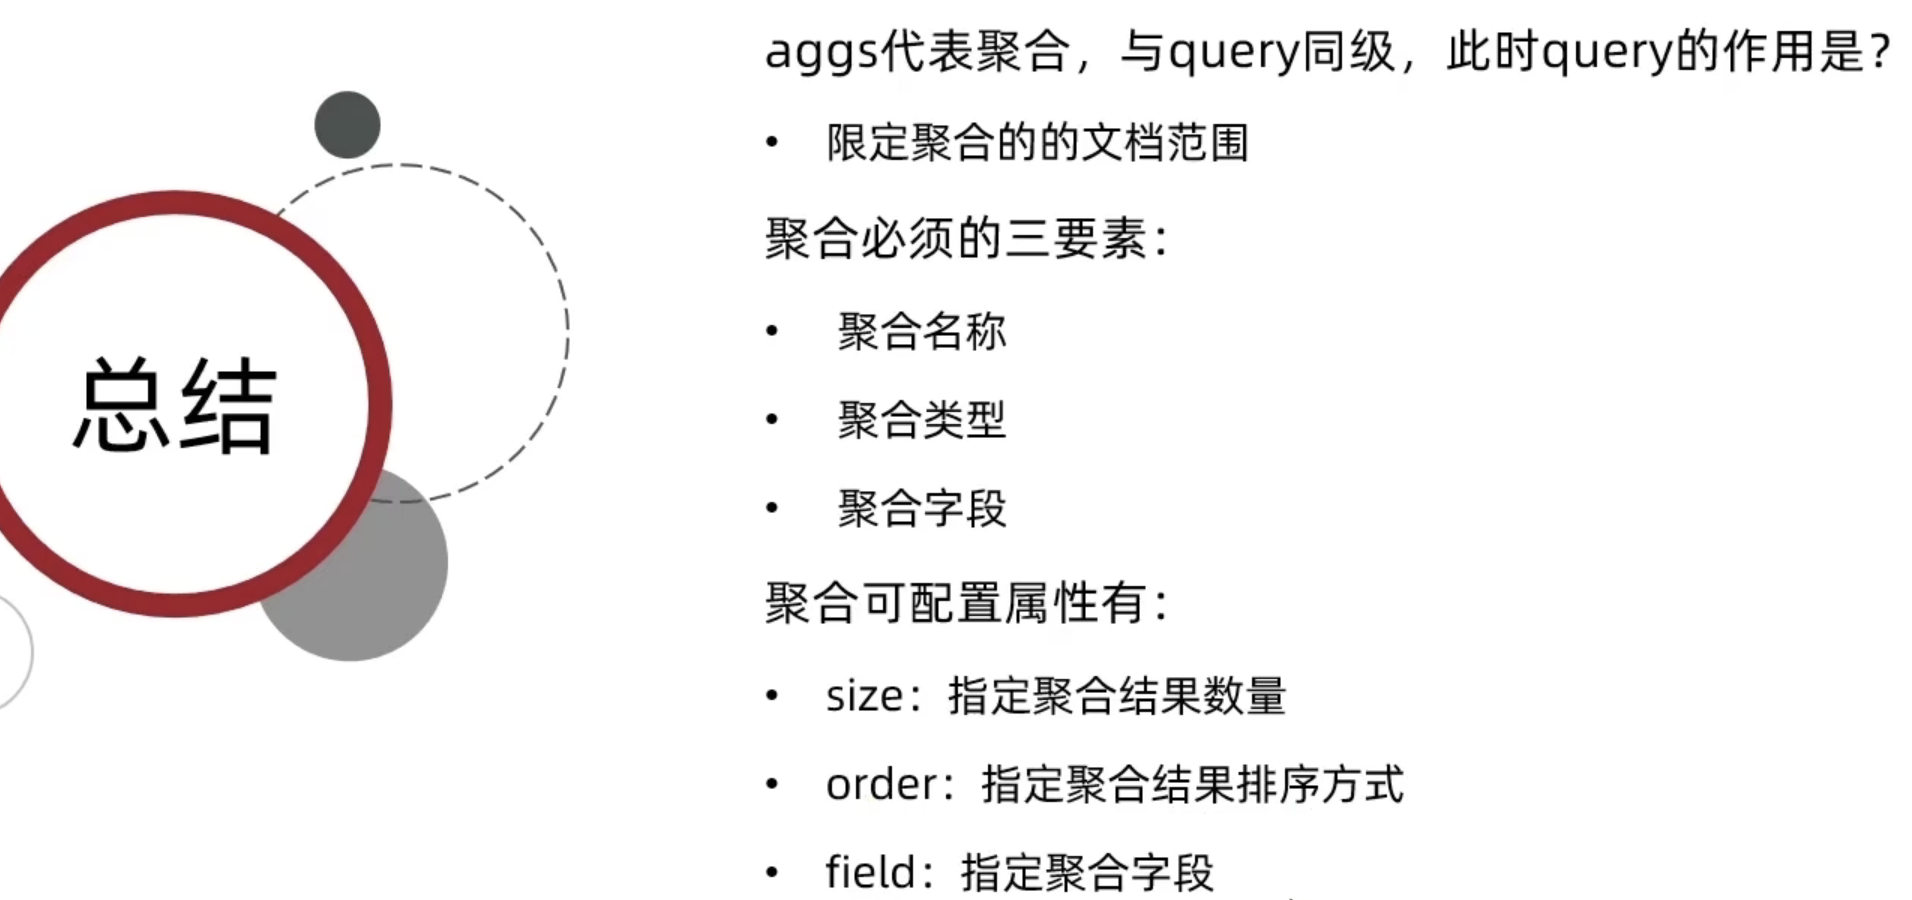 总结
aggs代表聚合，与query同级，此时query的作用是？
• 限定聚合的的文档范围
聚合必须的三要素：
• 聚合名称
• 聚合类型
• 聚合字段
聚合可配置属性有：
• size：指定聚合结果数量
• order：指定聚合结果排序方式
• field：指定聚合字段